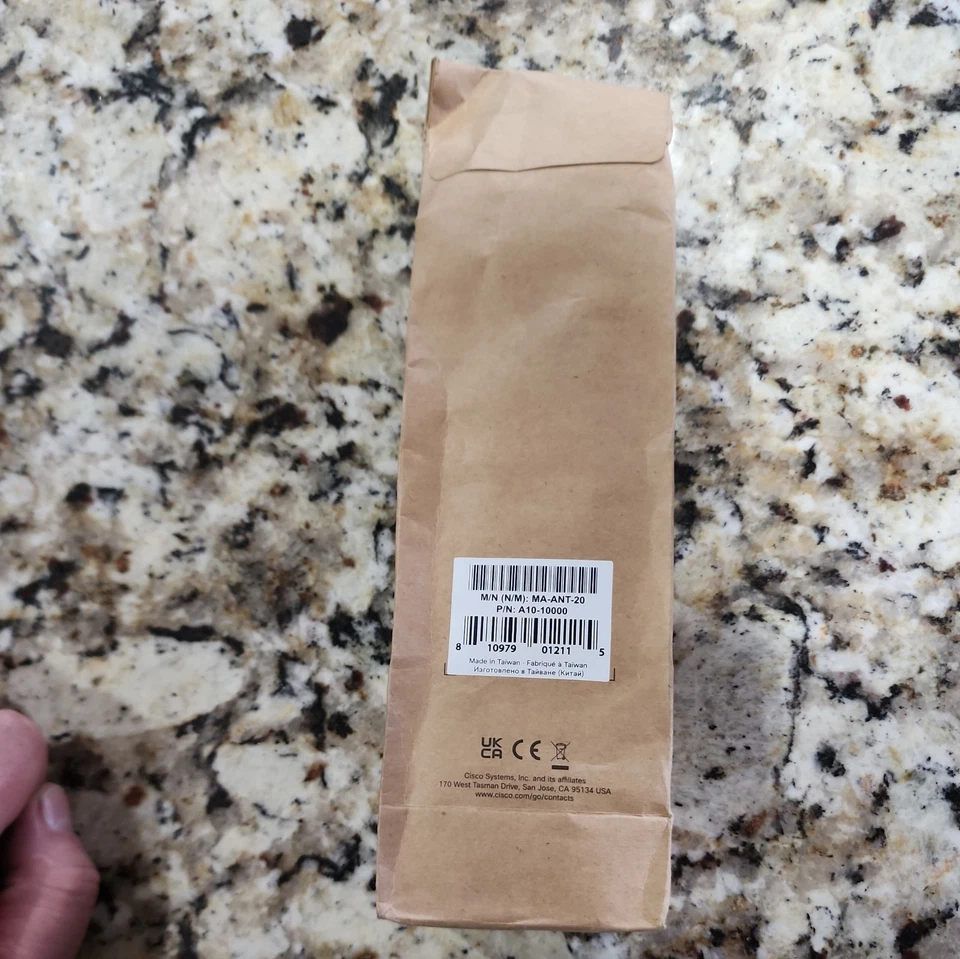 M/N (N/M): MA-ANT-20
P/N: A10-10000
8 10979 01211 5
Made in Taiwan · Fabriqué à Taiwan
Изготовлено в Тайване (Китай)
UK
CA CE
Cisco Systems, Inc. and its affiliates
170 West Tasman Drive, San Jose, CA 95134 USA
www.cisco.com/go/contacts